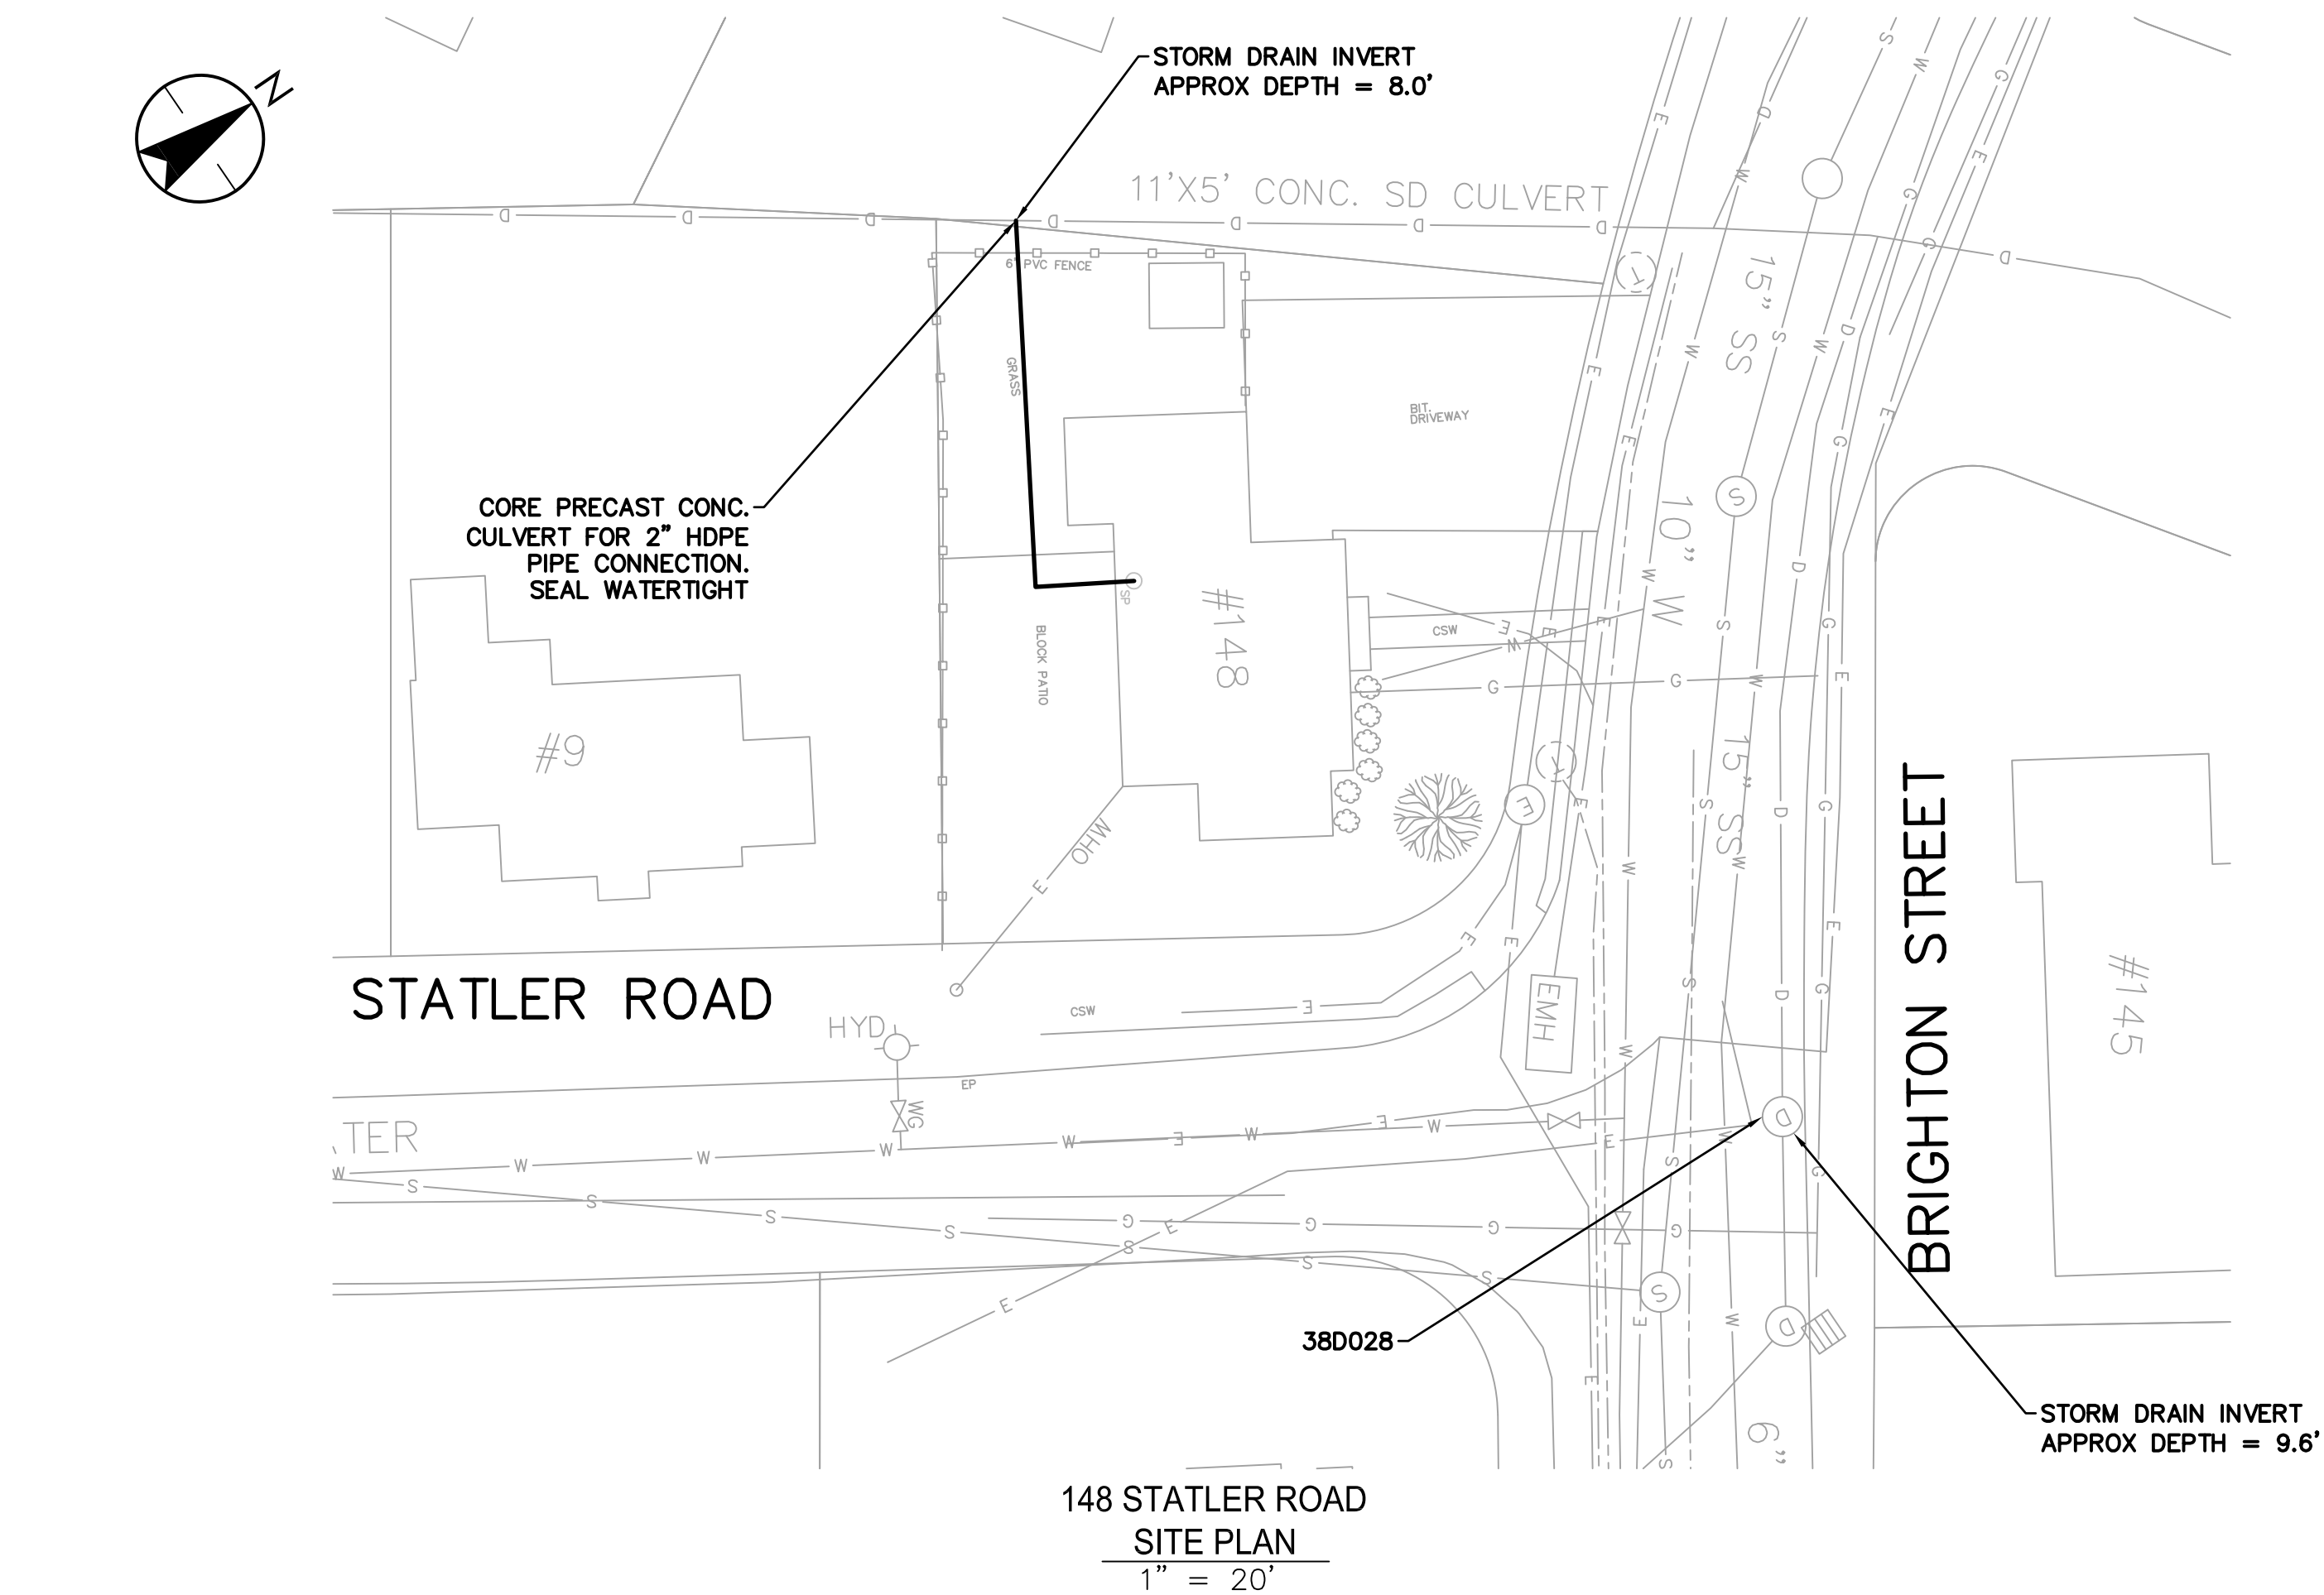 N
STORM DRAIN INVERT
APPROX DEPTH = 8.0'
11'X5' CONC. SD CULVERT
6' PVC FENCE
GRASS
BIT.
DRIVEWAY
15" SS
10" W
CORE PRECAST CONC.
CULVERT FOR 2" HDPE
PIPE CONNECTION.
SEAL WATERTIGHT
SP
#148
BLOCK PATIO
CSW
#9
15" SS
OHW
E
STATLER ROAD
BRIGHTON STREET
#145
HYD
CSW
EMH
EP
WG
TER
38D028
STORM DRAIN INVERT
APPROX DEPTH = 9.6'
6"
148 STATLER ROAD
SITE PLAN
1" = 20'